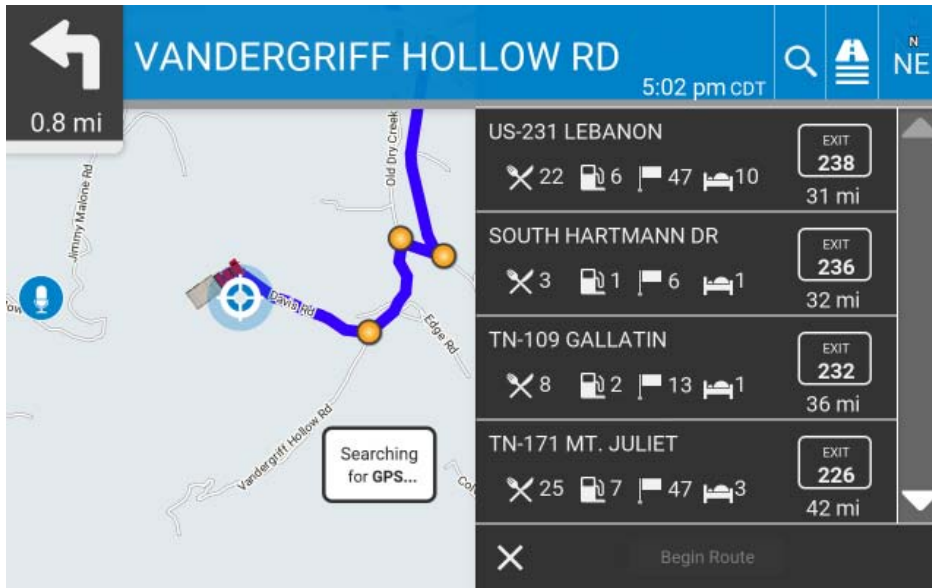 VANDERGRIFF HOLLOW RD
5:02 pm CDT
N
NE
0.8 mi
Jimmy Malone Rd
Old Dry Creek
ow
Davis Rd
Edge Rd
Vandergriff Hollow Rd
Searching
for GPS...
US-231 LEBANON
22 6 47 10
EXIT
238
31 mi
SOUTH HARTMANN DR
3 1 6 1
EXIT
236
32 mi
TN-109 GALLATIN
8 2 13 1
EXIT
232
36 mi
TN-171 MT. JULIET
25 7 47 3
EXIT
226
42 mi
Begin Route